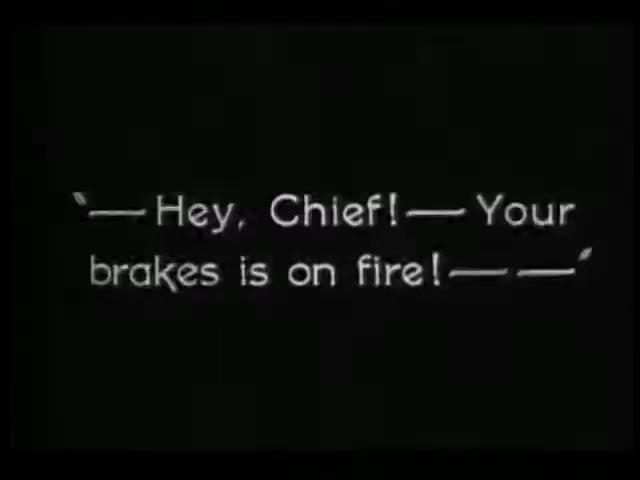 ‵—Hey, Chief!—Your
brakes is on fire!— —′